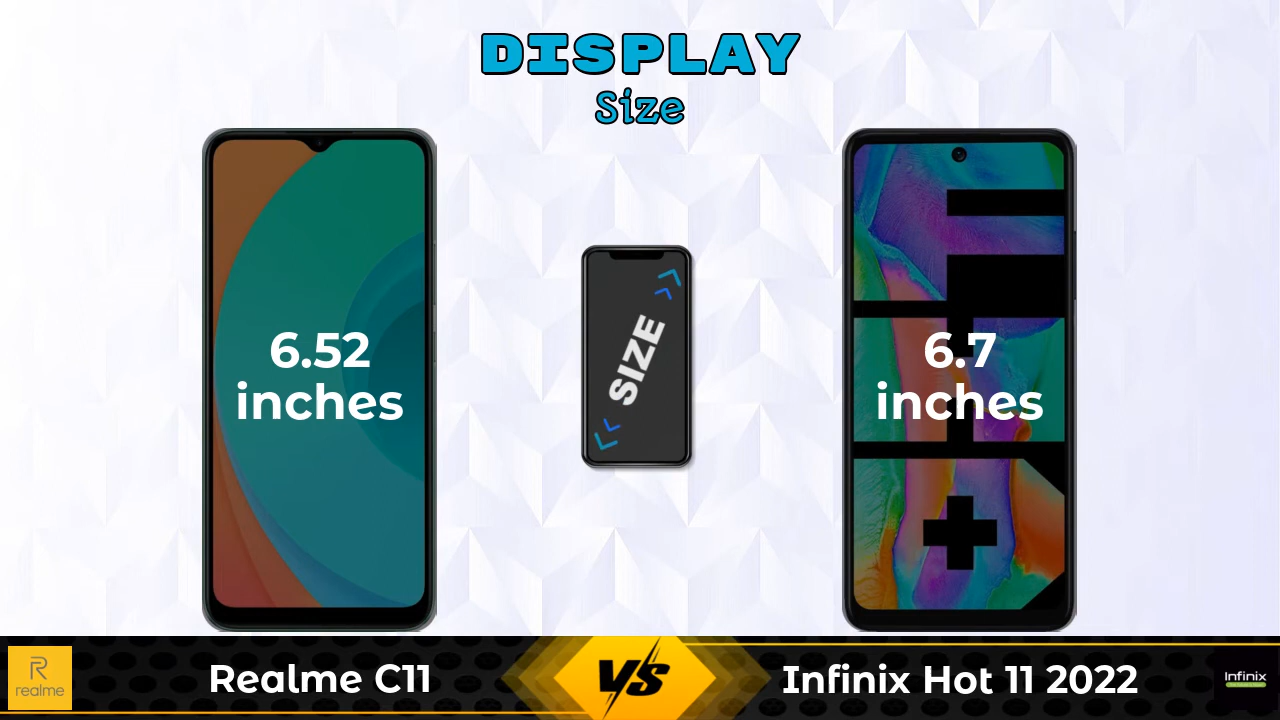 DISPLAY
Size
6.52
inches
SIZE
6.7
inches
realme
Realme C11
VS
Infinix Hot 11 2022
Infinix